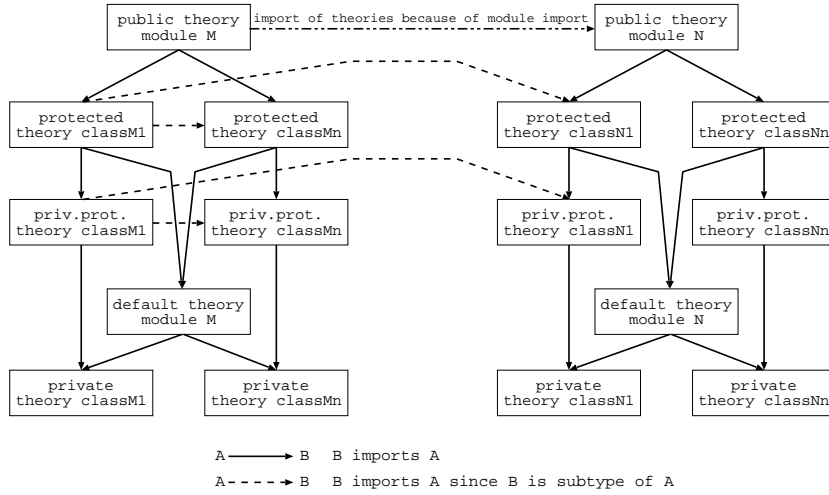 public theory
module M
import of theories because of module import
public theory
module N
protected
theory classM1
protected
theory classMn
protected
theory classN1
protected
theory classNn
priv.prot.
theory classM1
priv.prot.
theory classMn
priv.prot.
theory classN1
priv.prot.
theory classNn
default theory
module M
default theory
module N
private
theory classM1
private
theory classMn
private
theory classN1
private
theory classNn
A B B imports A
A B B imports A since B is subtype of A